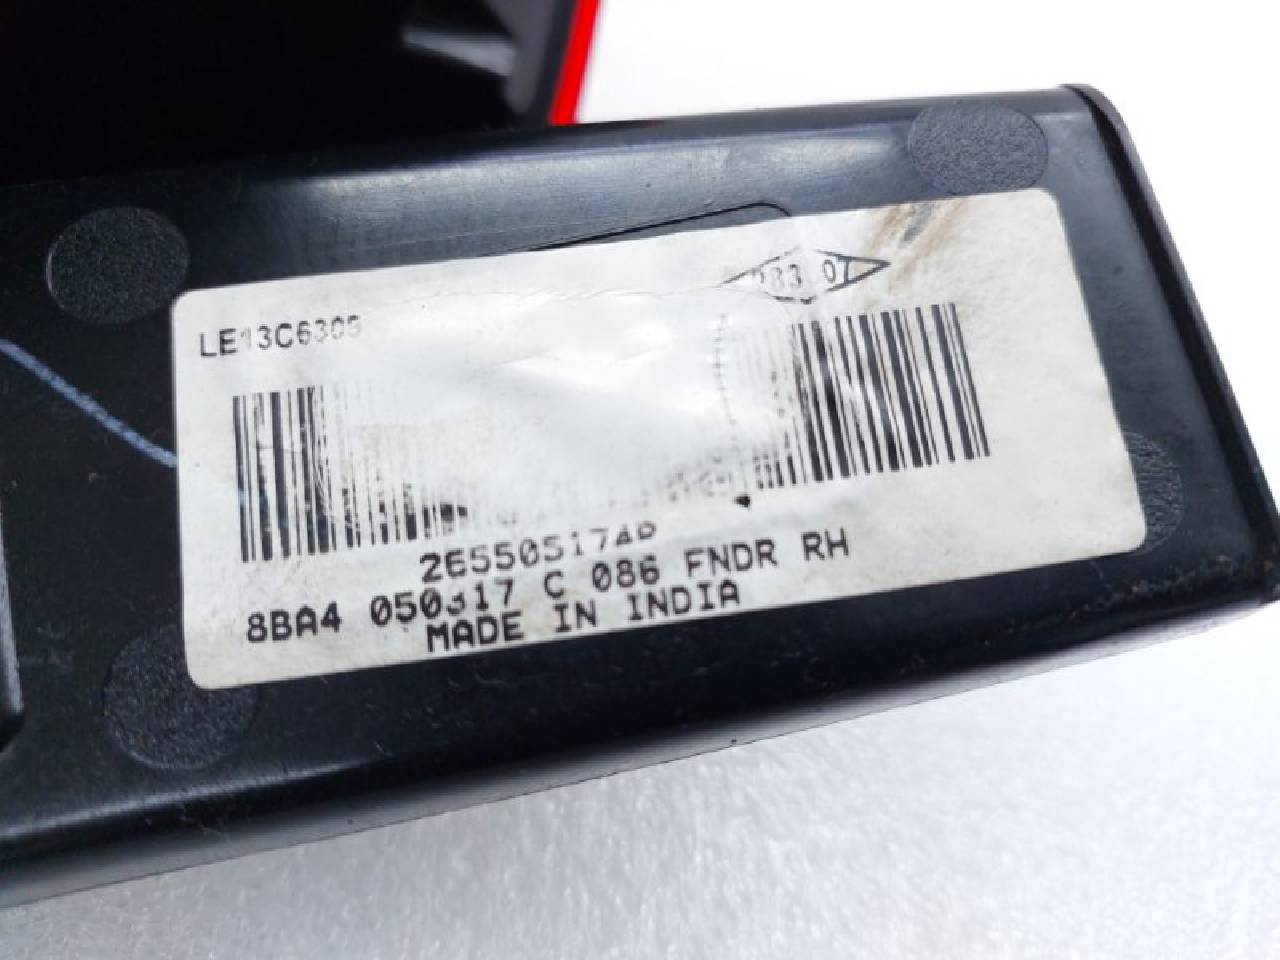 LE13C6309
265505174R
8BA4 050317 C 086 FNDR RH
MADE IN INDIA